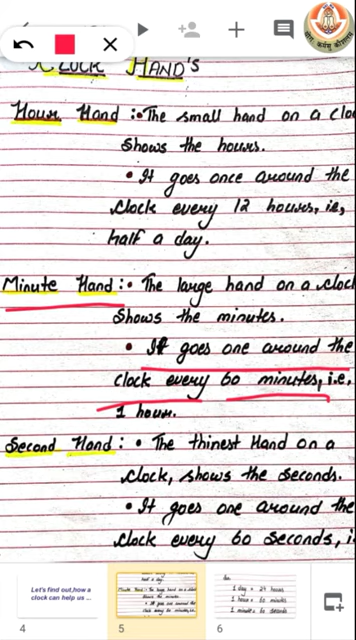 CLOCK HAND's
Hour Hand :• The small hand on a clo
shows the hours.
• It goes once around the
clock every 12 hours, i.e,
half a day.
Minute Hand:• The large hand on a clock
shows the minutes.
• It goes one around the
clock every 60 minutes, i.e,
1 hour.
Second Hand: • The thinest Hand on a
clock, shows the seconds.
• It goes one around the
clock every 60 seconds, i.
Let's find out,how a
clock can help us ...
half a day.
4
5
6
1 day = 24 hours
1 hour = 60 minutes
1 minute = 60 seconds